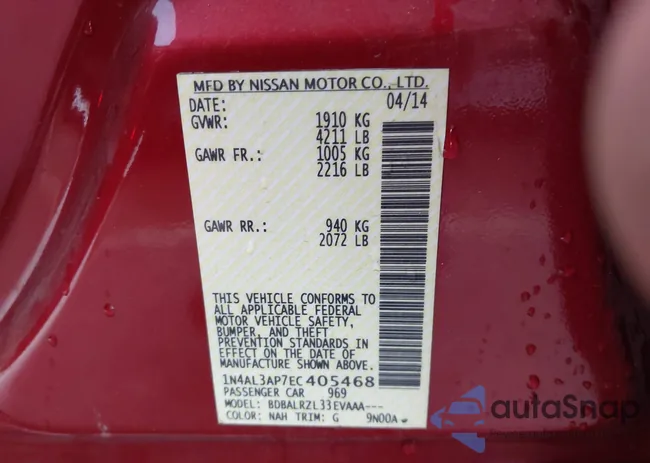 MFD BY NISSAN MOTOR CO., LTD.
DATE: 04/14
GVWR: 1910 KG
4211 LB
GAWR FR.: 1005 KG
2216 LB
GAWR RR.: 940 KG
2072 LB
THIS VEHICLE CONFORMS TO
ALL APPLICABLE FEDERAL
MOTOR VEHICLE SAFETY,
BUMPER, AND THEFT
PREVENTION STANDARDS
IN EFFECT ON THE DATE OF
MANUFACTURE SHOWN ABOVE.
1N4AL3AP7EC405468
PASSENGER CAR 969
MODEL: BDBALRZL33EVAAA---
COLOR: NAH TRIM: G 9N00A
autoSnap